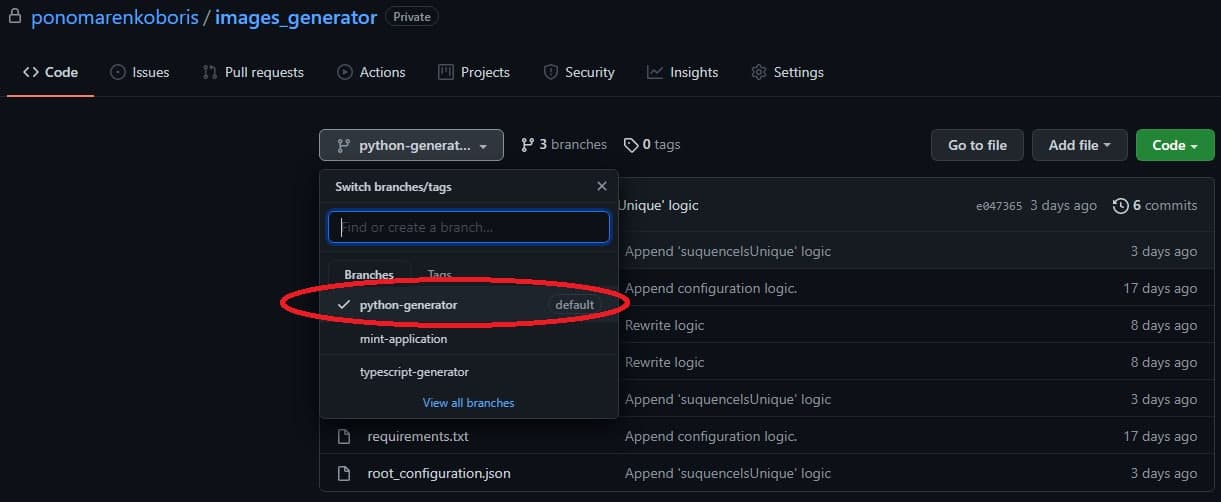 ponomarenkoboris / images_generator Private
Code Issues Pull requests Actions Projects Security Insights Settings
python-generat... 3 branches 0 tags Go to file Add file Code
Switch branches/tags
Unique' logic e047365 3 days ago 6 commits
Find or create a branch...
Append 'suquenceIsUnique' logic 3 days ago
Branches Tags
Append configuration logic. 17 days ago
python-generator default
Rewrite logic 8 days ago
mint-application
Rewrite logic 8 days ago
typescript-generator
Append 'suquenceIsUnique' logic 3 days ago
View all branches
requirements.txt Append configuration logic. 17 days ago
root_configuration.json Append 'suquenceIsUnique' logic 3 days ago